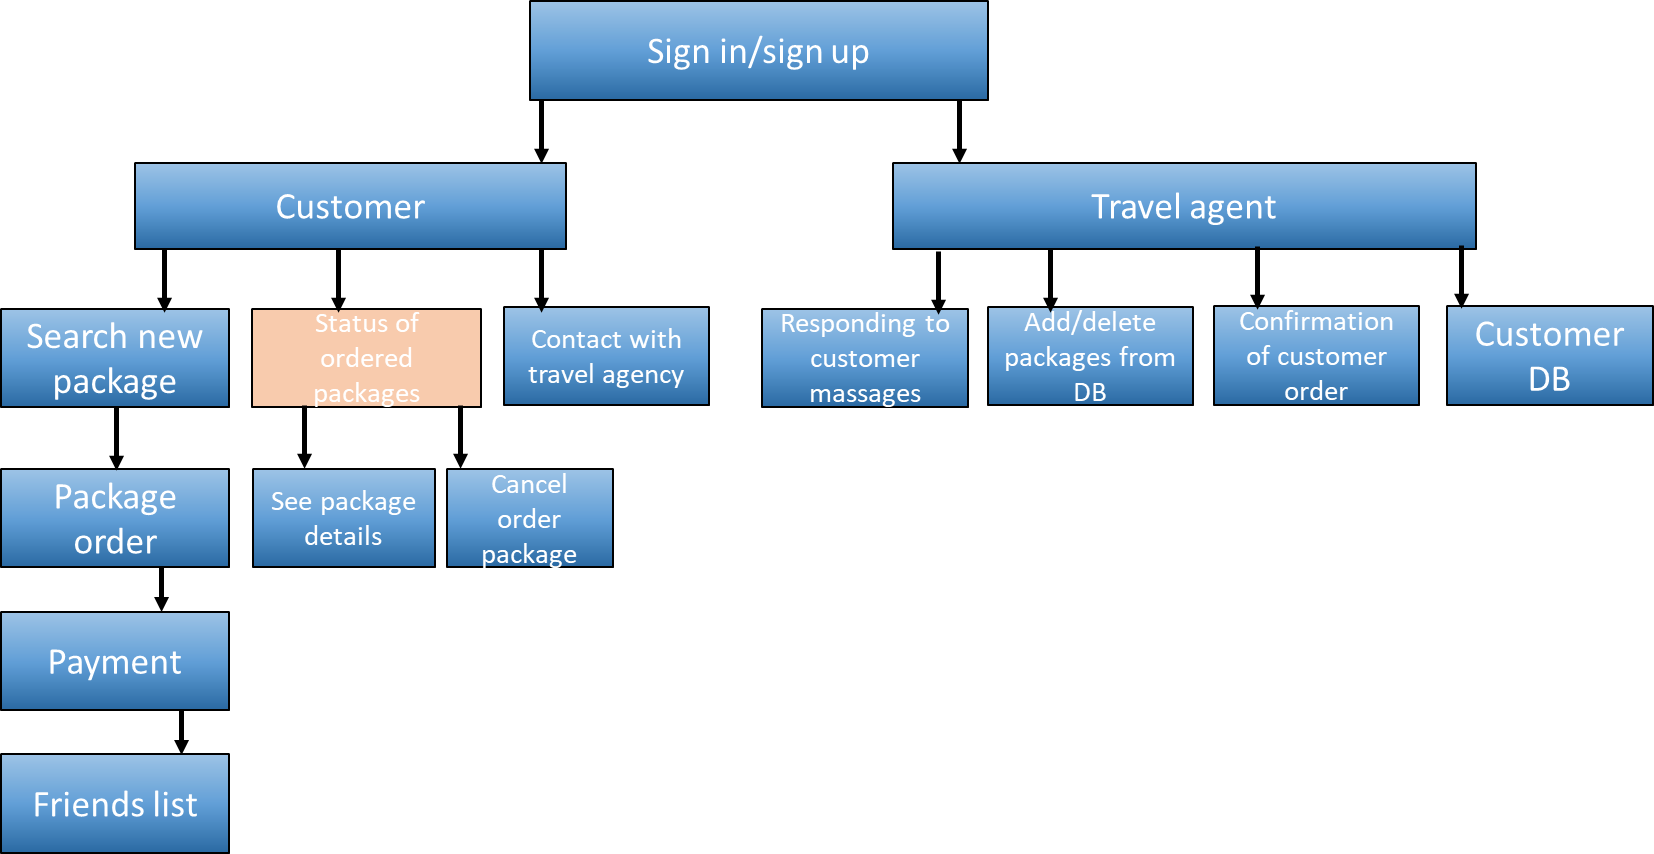 Sign in/sign up
Customer
Travel agent
Search new
package
Status of
ordered
packages
Contact with
travel agency
Responding to
customer
massages
Add/delete
packages from
DB
Confirmation
of customer
order
Customer
DB
Package
order
See package
details
Cancel
order
package
Payment
Friends list